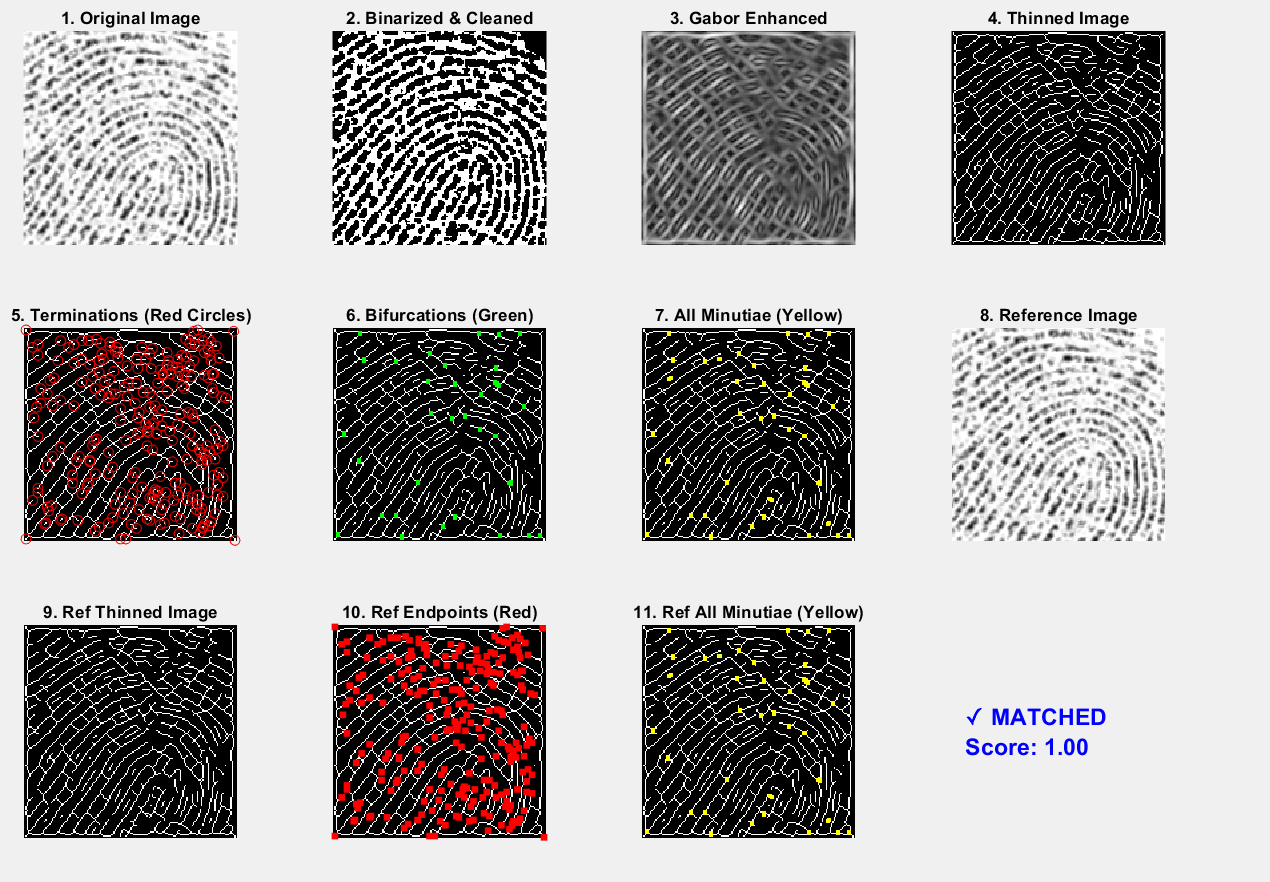 1. Original Image
2. Binarized & Cleaned
3. Gabor Enhanced
4. Thinned Image
5. Terminations (Red Circles)
6. Bifurcations (Green)
7. All Minutiae (Yellow)
8. Reference Image
9. Ref Thinned Image
10. Ref Endpoints (Red)
11. Ref All Minutiae (Yellow)
✓ MATCHED
Score: 1.00